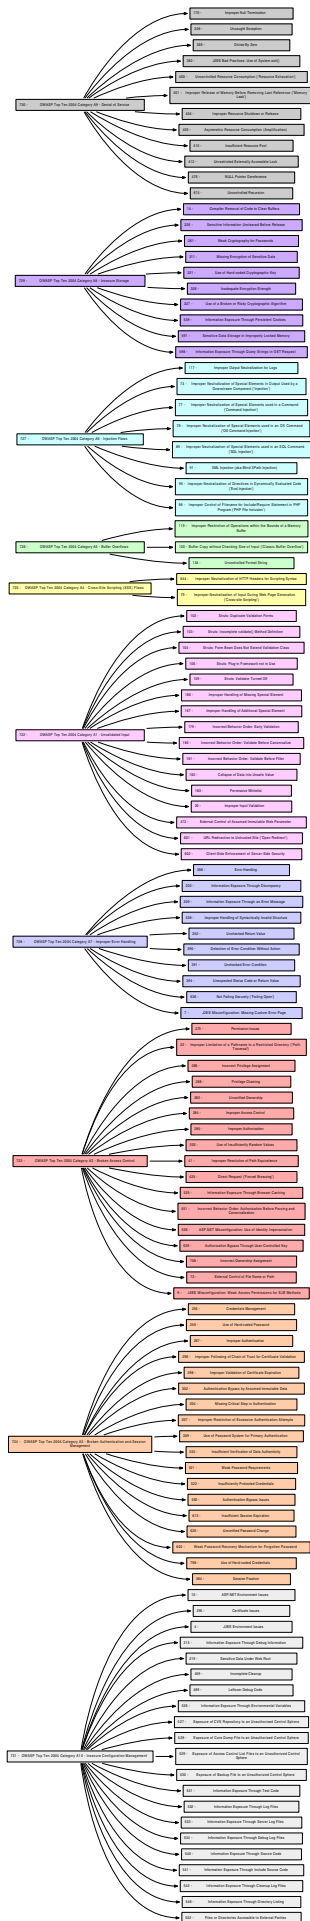 170 - Improper Null Termination
248 - Uncaught Exception
369 - Divide By Zero
382 - J2EE Bad Practices: Use of System.exit()
400 - Uncontrolled Resource Consumption ('Resource Exhaustion')
401 - Improper Release of Memory Before Removing Last Reference ('Memory
Leak')
730 - OWASP Top Ten 2004 Category A9 - Denial of Service
404 - Improper Resource Shutdown or Release
405 - Asymmetric Resource Consumption (Amplification)
410 - Insufficient Resource Pool
412 - Unrestricted Externally Accessible Lock
476 - NULL Pointer Dereference
674 - Uncontrolled Recursion
14 - Compiler Removal of Code to Clear Buffers
226 - Sensitive Information Uncleared Before Release
261 - Weak Cryptography for Passwords
311 - Missing Encryption of Sensitive Data
321 - Use of Hard-coded Cryptographic Key
729 - OWASP Top Ten 2004 Category A8 - Insecure Storage
326 - Inadequate Encryption Strength
327 - Use of a Broken or Risky Cryptographic Algorithm
539 - Information Exposure Through Persistent Cookies
591 - Sensitive Data Storage in Improperly Locked Memory
598 - Information Exposure Through Query Strings in GET Request
117 - Improper Output Neutralization for Logs
74 - Improper Neutralization of Special Elements in Output Used by a
Downstream Component ('Injection')
77 - Improper Neutralization of Special Elements used in a Command
('Command Injection')
78 - Improper Neutralization of Special Elements used in an OS Command
('OS Command Injection')
727 - OWASP Top Ten 2004 Category A6 - Injection Flaws
89 - Improper Neutralization of Special Elements used in an SQL Command
('SQL Injection')
91 - XML Injection (aka Blind XPath Injection)
95 - Improper Neutralization of Directives in Dynamically Evaluated Code
('Eval Injection')
98 - Improper Control of Filename for Include/Require Statement in PHP
Program ('PHP File Inclusion')
119 - Improper Restriction of Operations within the Bounds of a Memory
Buffer
726 - OWASP Top Ten 2004 Category A5 - Buffer Overflows
120 - Buffer Copy without Checking Size of Input ('Classic Buffer Overflow')
134 - Uncontrolled Format String
644 - Improper Neutralization of HTTP Headers for Scripting Syntax
725 - OWASP Top Ten 2004 Category A4 - Cross-Site Scripting (XSS) Flaws
79 - Improper Neutralization of Input During Web Page Generation
('Cross-site Scripting')
102 - Struts: Duplicate Validation Forms
103 - Struts: Incomplete validate() Method Definition
104 - Struts: Form Bean Does Not Extend Validation Class
106 - Struts: Plug-in Framework not in Use
109 - Struts: Validator Turned Off
166 - Improper Handling of Missing Special Element
167 - Improper Handling of Additional Special Element
179 - Incorrect Behavior Order: Early Validation
722 - OWASP Top Ten 2004 Category A1 - Unvalidated Input
180 - Incorrect Behavior Order: Validate Before Canonicalize
181 - Incorrect Behavior Order: Validate Before Filter
182 - Collapse of Data into Unsafe Value
183 - Permissive Whitelist
20 - Improper Input Validation
472 - External Control of Assumed-Immutable Web Parameter
601 - URL Redirection to Untrusted Site ('Open Redirect')
602 - Client-Side Enforcement of Server-Side Security
388 - Error Handling
203 - Information Exposure Through Discrepancy
209 - Information Exposure Through an Error Message
228 - Improper Handling of Syntactically Invalid Structure
252 - Unchecked Return Value
728 - OWASP Top Ten 2004 Category A7 - Improper Error Handling
390 - Detection of Error Condition Without Action
391 - Unchecked Error Condition
394 - Unexpected Status Code or Return Value
636 - Not Failing Securely ('Failing Open')
7 - J2EE Misconfiguration: Missing Custom Error Page
275 - Permission Issues
22 - Improper Limitation of a Pathname to a Restricted Directory ('Path
Traversal')
266 - Incorrect Privilege Assignment
268 - Privilege Chaining
283 - Unverified Ownership
284 - Improper Access Control
285 - Improper Authorization
330 - Use of Insufficiently Random Values
723 - OWASP Top Ten 2004 Category A2 - Broken Access Control
41 - Improper Resolution of Path Equivalence
425 - Direct Request ('Forced Browsing')
525 - Information Exposure Through Browser Caching
551 - Incorrect Behavior Order: Authorization Before Parsing and
Canonicalization
556 - ASP.NET Misconfiguration: Use of Identity Impersonation
639 - Authorization Bypass Through User-Controlled Key
708 - Incorrect Ownership Assignment
73 - External Control of File Name or Path
9 - J2EE Misconfiguration: Weak Access Permissions for EJB Methods
255 - Credentials Management
259 - Use of Hard-coded Password
287 - Improper Authentication
296 - Improper Following of Chain of Trust for Certificate Validation
298 - Improper Validation of Certificate Expiration
302 - Authentication Bypass by Assumed-Immutable Data
304 - Missing Critical Step in Authentication
307 - Improper Restriction of Excessive Authentication Attempts
309 - Use of Password System for Primary Authentication
724 - OWASP Top Ten 2004 Category A3 - Broken Authentication and Session
Management
345 - Insufficient Verification of Data Authenticity
521 - Weak Password Requirements
522 - Insufficiently Protected Credentials
592 - Authentication Bypass Issues
613 - Insufficient Session Expiration
620 - Unverified Password Change
640 - Weak Password Recovery Mechanism for Forgotten Password
798 - Use of Hard-coded Credentials
384 - Session Fixation
10 - ASP.NET Environment Issues
295 - Certificate Issues
4 - J2EE Environment Issues
215 - Information Exposure Through Debug Information
219 - Sensitive Data Under Web Root
459 - Incomplete Cleanup
489 - Leftover Debug Code
526 - Information Exposure Through Environmental Variables
527 - Exposure of CVS Repository to an Unauthorized Control Sphere
528 - Exposure of Core Dump File to an Unauthorized Control Sphere
731 - OWASP Top Ten 2004 Category A10 - Insecure Configuration Management
529 - Exposure of Access Control List Files to an Unauthorized Control
Sphere
530 - Exposure of Backup File to an Unauthorized Control Sphere
531 - Information Exposure Through Test Code
532 - Information Exposure Through Log Files
533 - Information Exposure Through Server Log Files
534 - Information Exposure Through Debug Log Files
540 - Information Exposure Through Source Code
541 - Information Exposure Through Include Source Code
542 - Information Exposure Through Cleanup Log Files
548 - Information Exposure Through Directory Listing
552 - Files or Directories Accessible to External Parties